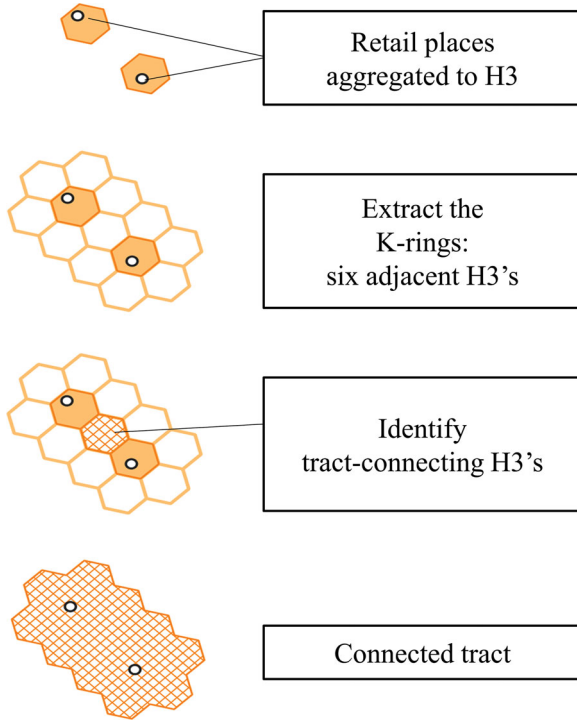 Retail places
aggregated to H3
Extract the
K-rings:
six adjacent H3’s
Identify
tract-connecting H3’s
Connected tract